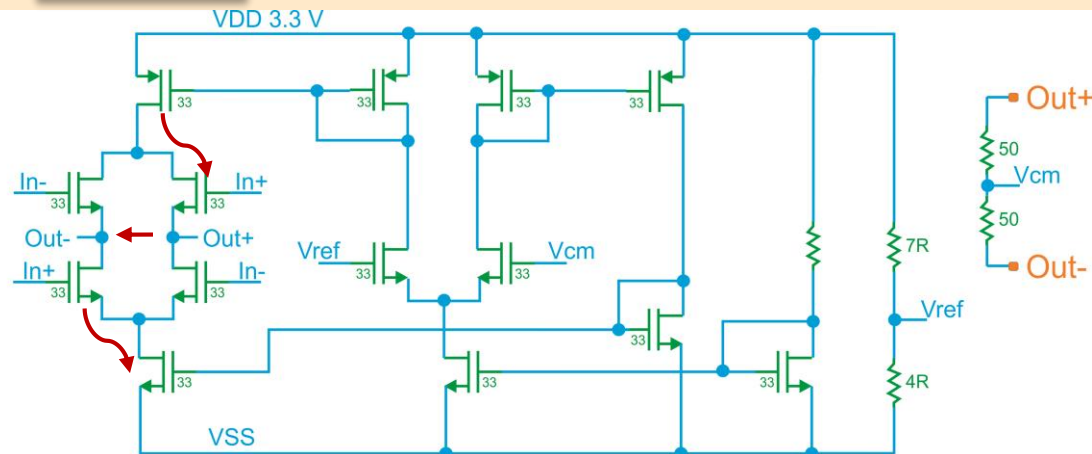 VDD 3.3 V
33
33
33
33
Out+
50
In-
33
33
In+
Vcm
Out-
Out+
Vref
33
33
Vcm
7R
50
Out-
In+
33
33
In-
33
Vref
33
33
33
4R
VSS